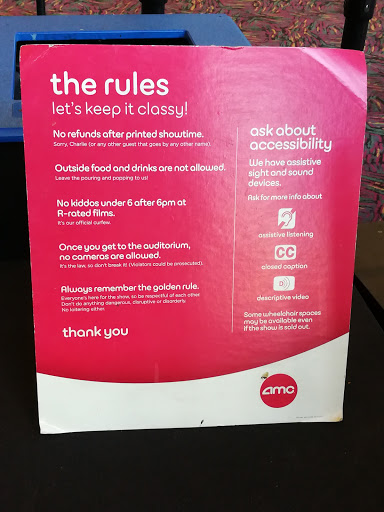 the rules
let's keep it classy!
No refunds after printed showtime.
Sorry, Charlie (or any other guest that goes by any other name).
Outside food and drinks are not allowed.
Leave the pouring and popping to us!
No kiddos under 6 after 6pm at
R-rated films.
It's our official curfew.
Once you get to the auditorium,
no cameras are allowed.
It's the law, so don't break it! (Violators could be prosecuted).
Always remember the golden rule.
Everyone's here for the show, so be respectful of each other!
Don't do anything dangerous, disruptive or disorderly.
No loitering either.
thank you
ask about
accessibility
We have assistive
sight and sound
devices.
Ask for more info about
assistive listening
CC
closed caption
D
descriptive video
Some wheelchair spaces
may be available even
if the show is sold out.
amc